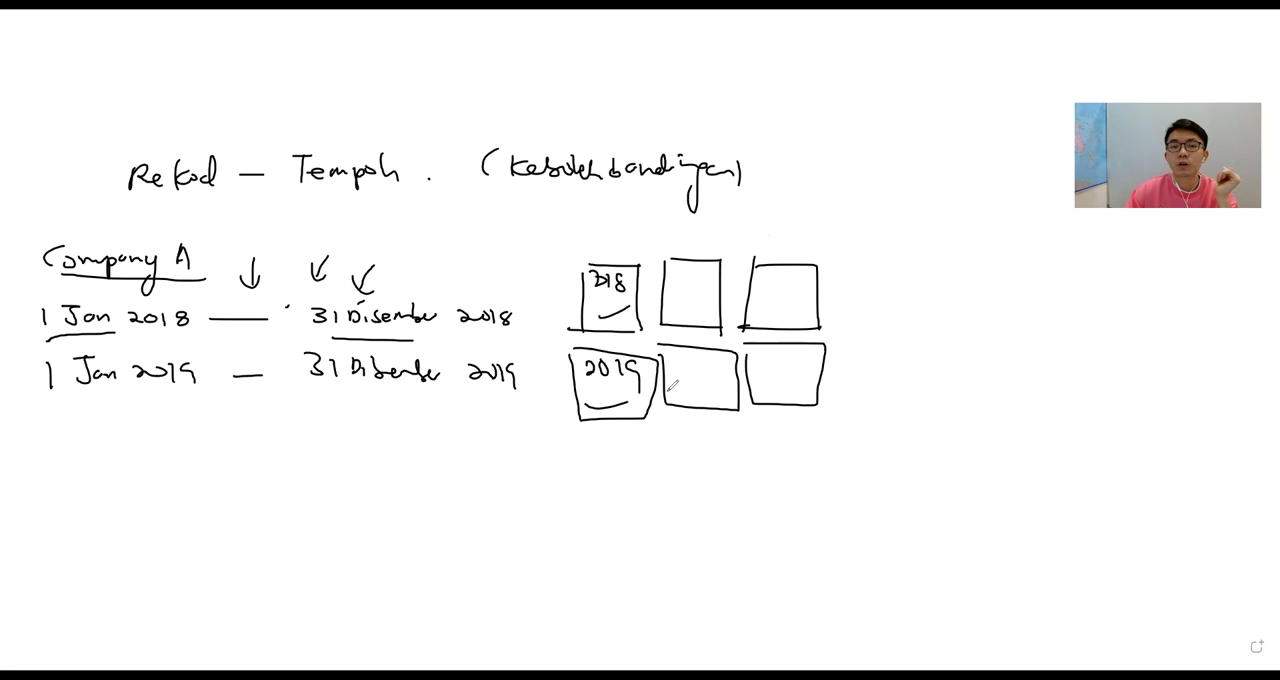 Rekod — Tempoh . (Kebolehbandingan)
Company A
1 Jan 2018 — 31 Disember 2018
1 Jan 2019 — 31 Disember 2019
2018
2019